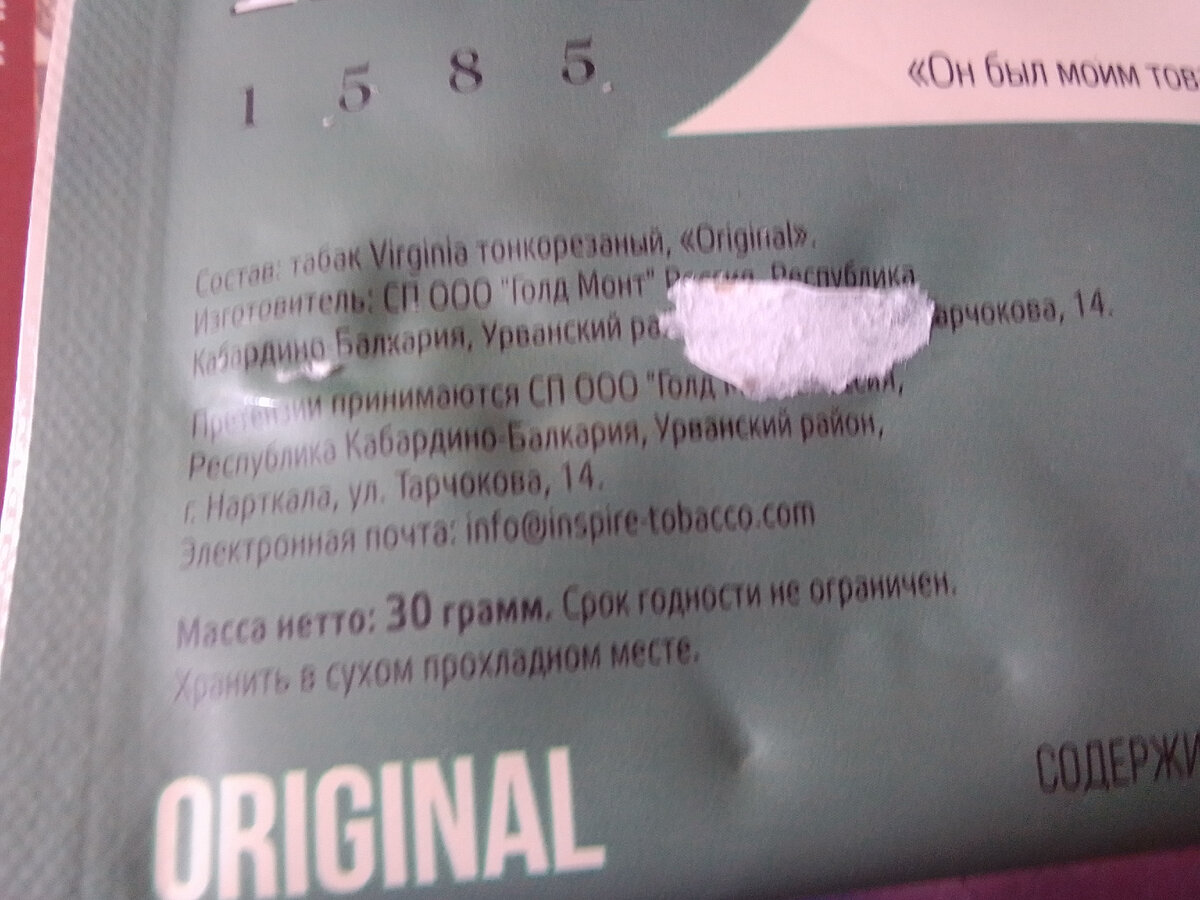 1 5 8 5
«Он был моим тов
Состав: табак Virginia тонкорезаный, «Original».
Изготовитель: СП ООО "Голд Монт" Россия, Республика
Кабардино-Балхария, Урванский ра арчокова, 14.
Претензии принимаются СП ООО "Голд
Республика Кабардино-Балкария, Урванский район,
г. Нарткала, ул. Тарчокова, 14.
Электронная почта: info@inspire-tobacco.com
Масса нетто: 30 грамм. Срок годности не ограничен.
Хранить в сухом прохладном месте.
ORIGINAL
СОДЕРЖИ